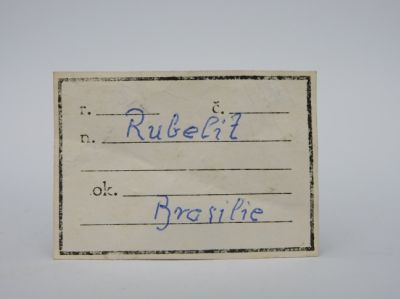 r. č.
n. Rubelit
ok.
Brasilie